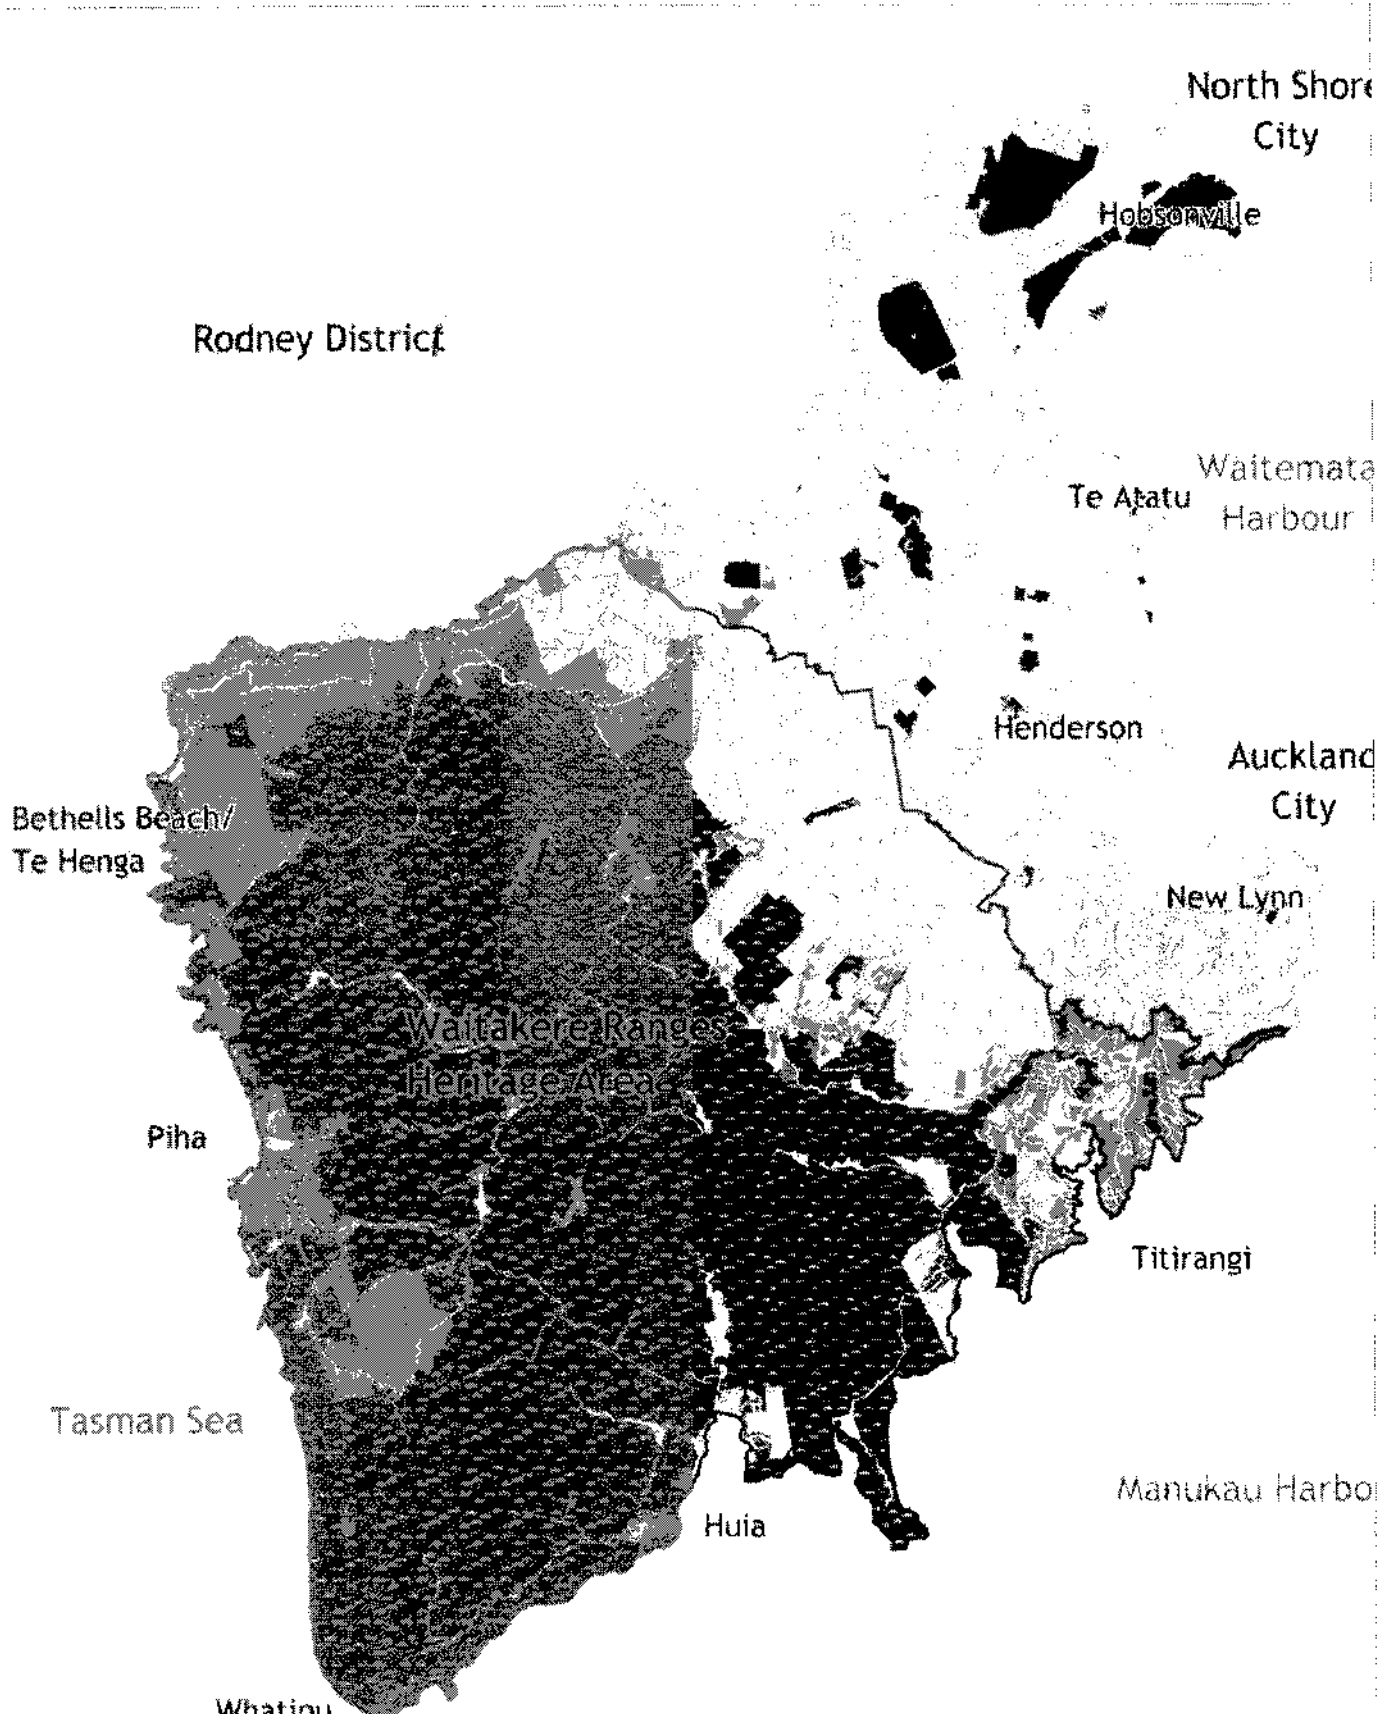 North Shore
City
Hobsonville
Rodney District
Waitemata
Harbour
Te Atatu
Henderson
Auckland
City
Bethells Beach/
Te Henga
New Lynn
Waitakere Ranges
Heritage Area
Piha
Titirangi
Tasman Sea
Manukau Harbo
Huia
Whatipu